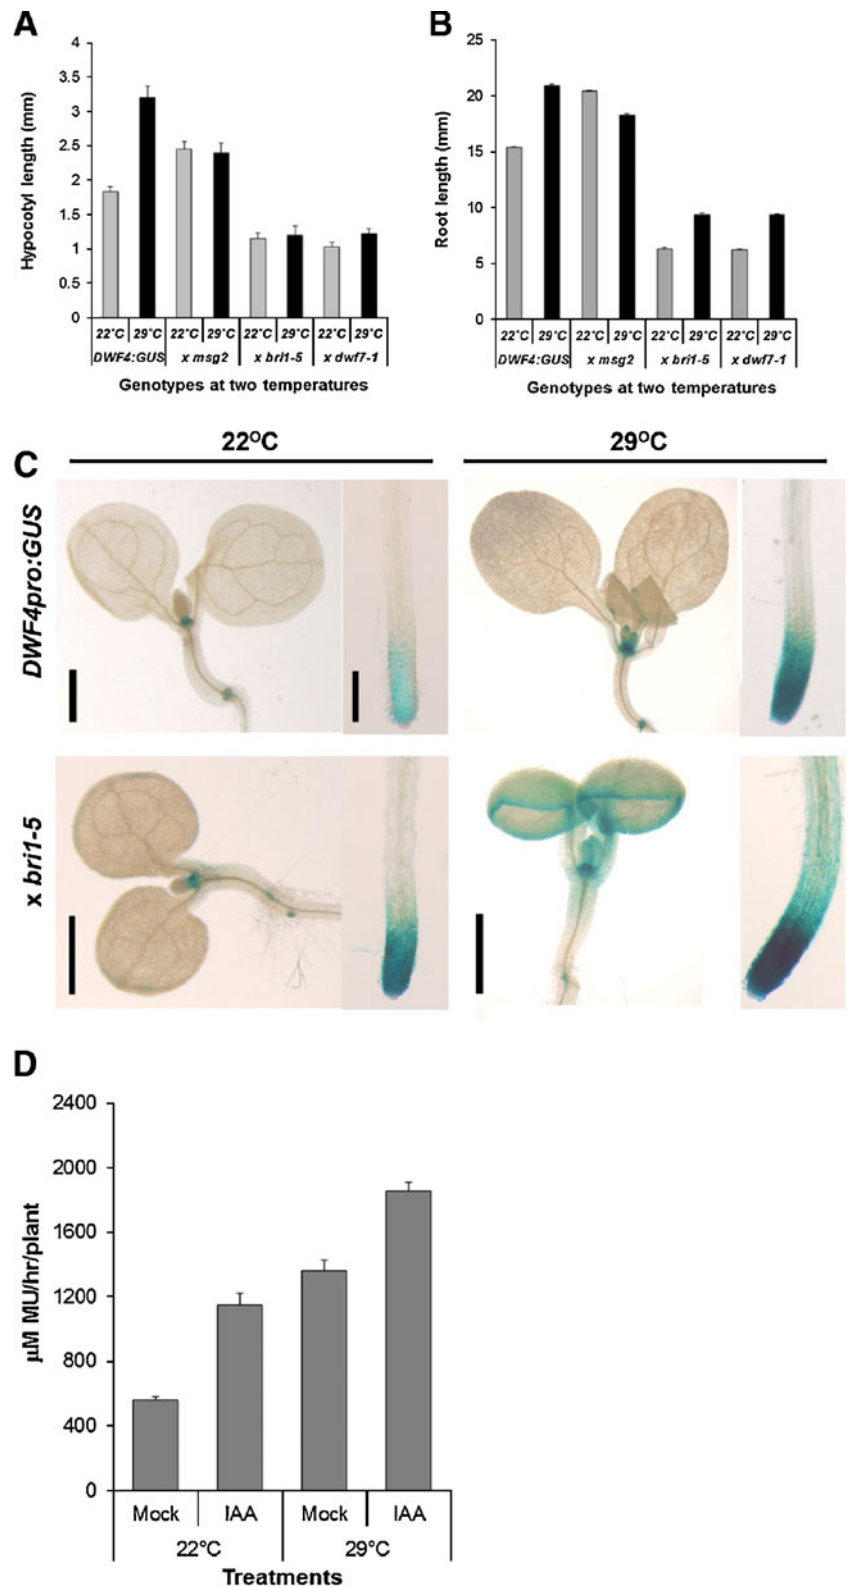 A
Hypocotyl length (mm)
4
3.5
3
2.5
2
1.5
1
0.5
0
22°C 29°C 22°C 29°C 22°C 29°C 22°C 29°C
DWF4:GUS x msg2 x bri1-5 x dwf7-1
Genotypes at two temperatures
B
Root length (mm)
25
20
15
10
5
0
22°C 29°C 22°C 29°C 22°C 29°C 22°C 29°C
DWF4:GUS x msg2 x bri1-5 x dwf7-1
Genotypes at two temperatures
C
22°C 29°C
DWF4pro:GUS
x bri1-5
D
µM MU/hr/plant
2400
2000
1600
1200
800
400
0
Mock IAA Mock IAA
22°C 29°C
Treatments